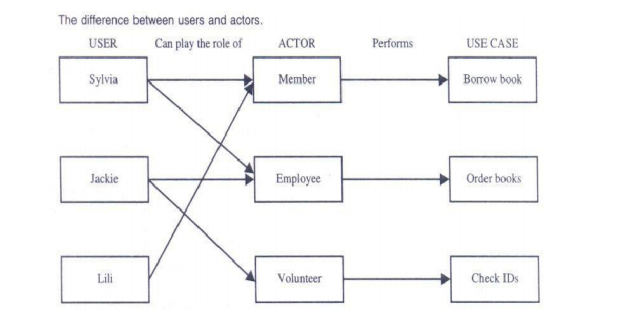 The difference between users and actors.
USER Can play the role of ACTOR Performs USE CASE
Sylvia Member Borrow book
Jackie Employee Order books
Lili Volunteer Check IDs